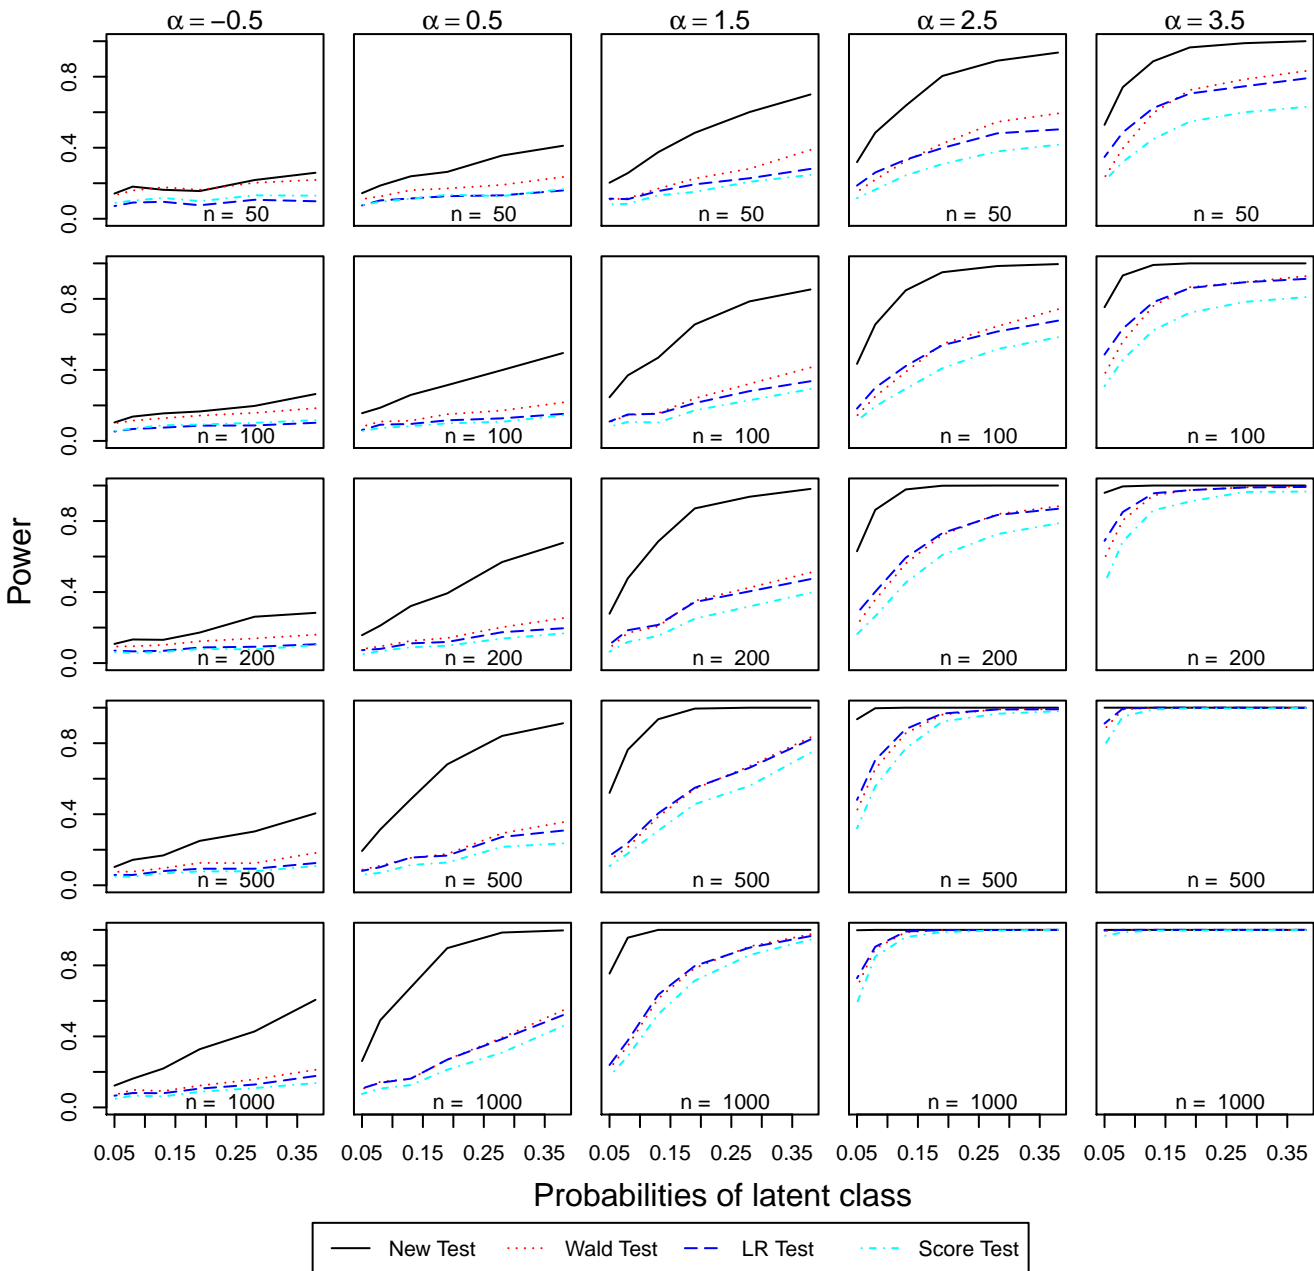 α = −0.5 α = 0.5 α = 1.5 α = 2.5 α = 3.5
0.8
0.4
0.0
n = 50 n = 50 n = 50 n = 50 n = 50
0.8
0.4
0.0
n = 100 n = 100 n = 100 n = 100 n = 100
Power
0.8
0.4
0.0
n = 200 n = 200 n = 200 n = 200 n = 200
0.8
0.4
0.0
n = 500 n = 500 n = 500 n = 500 n = 500
0.8
0.4
0.0
n = 1000 n = 1000 n = 1000 n = 1000 n = 1000
0.05 0.15 0.25 0.35 0.05 0.15 0.25 0.35 0.05 0.15 0.25 0.35 0.05 0.15 0.25 0.35 0.05 0.15 0.25 0.35
Probabilities of latent class
New Test Wald Test LR Test Score Test